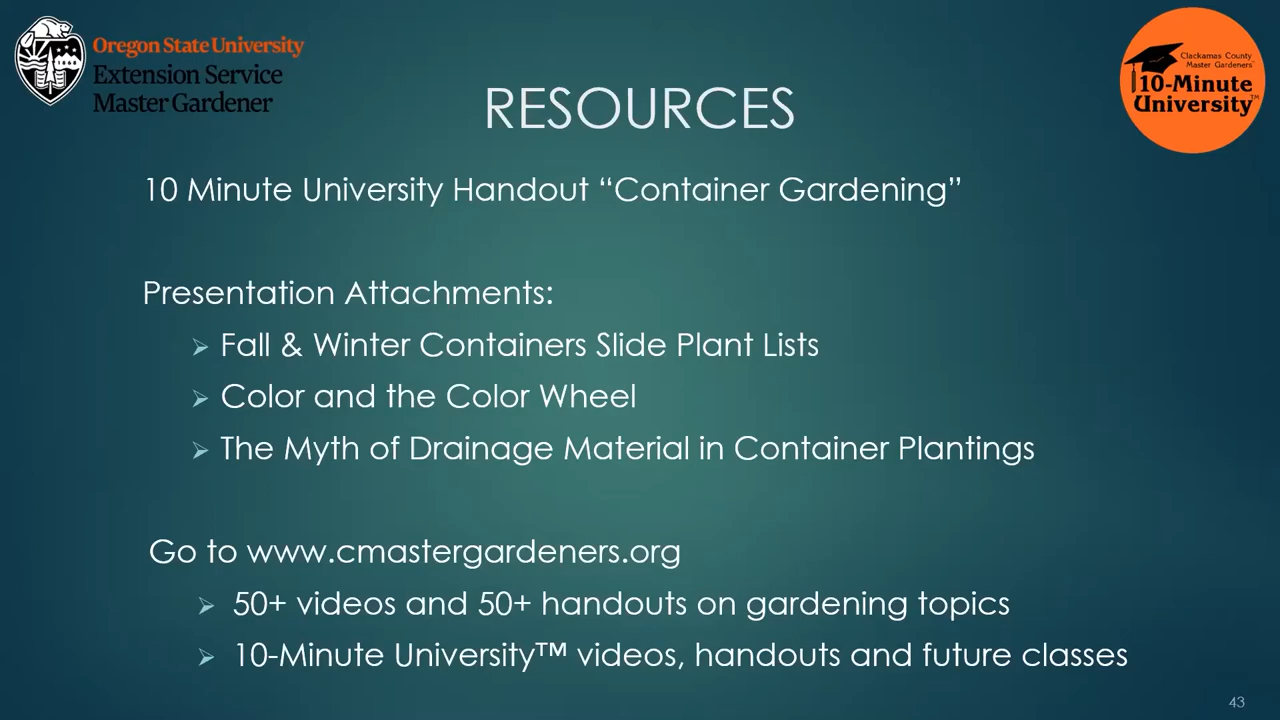 Oregon State University
Extension Service
Master Gardener
Clackamas County
Master Gardeners™
10-Minute
University™
RESOURCES
10 Minute University Handout “Container Gardening”
Presentation Attachments:
Fall & Winter Containers Slide Plant Lists
Color and the Color Wheel
The Myth of Drainage Material in Container Plantings
Go to www.cmastergardeners.org
50+ videos and 50+ handouts on gardening topics
10-Minute University™ videos, handouts and future classes
43